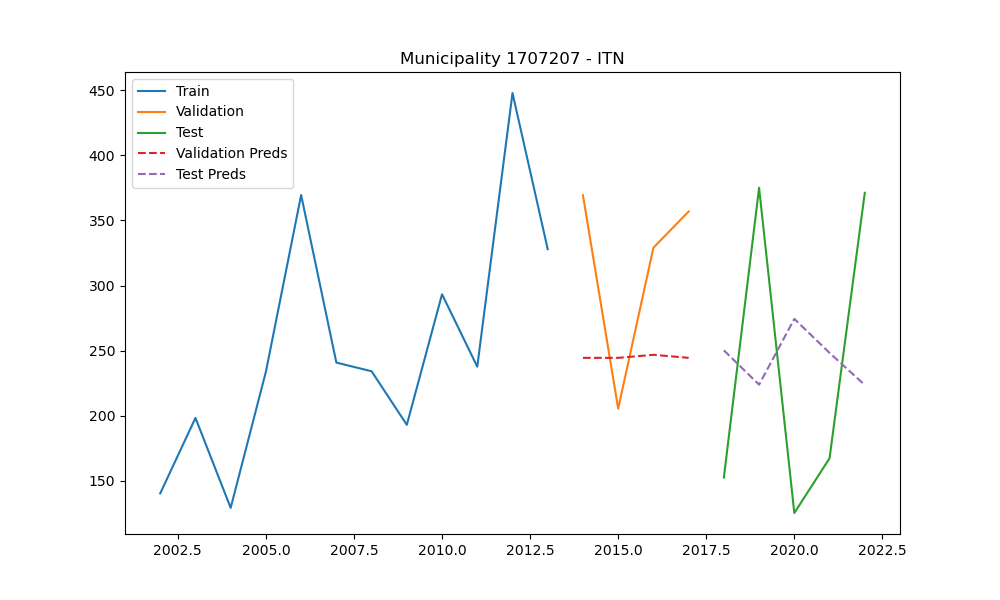 Municipality 1707207 - ITN
Train
Validation
Test
Validation Preds
Test Preds
450
400
350
300
250
200
150
2002.5 2005.0 2007.5 2010.0 2012.5 2015.0 2017.5 2020.0 2022.5